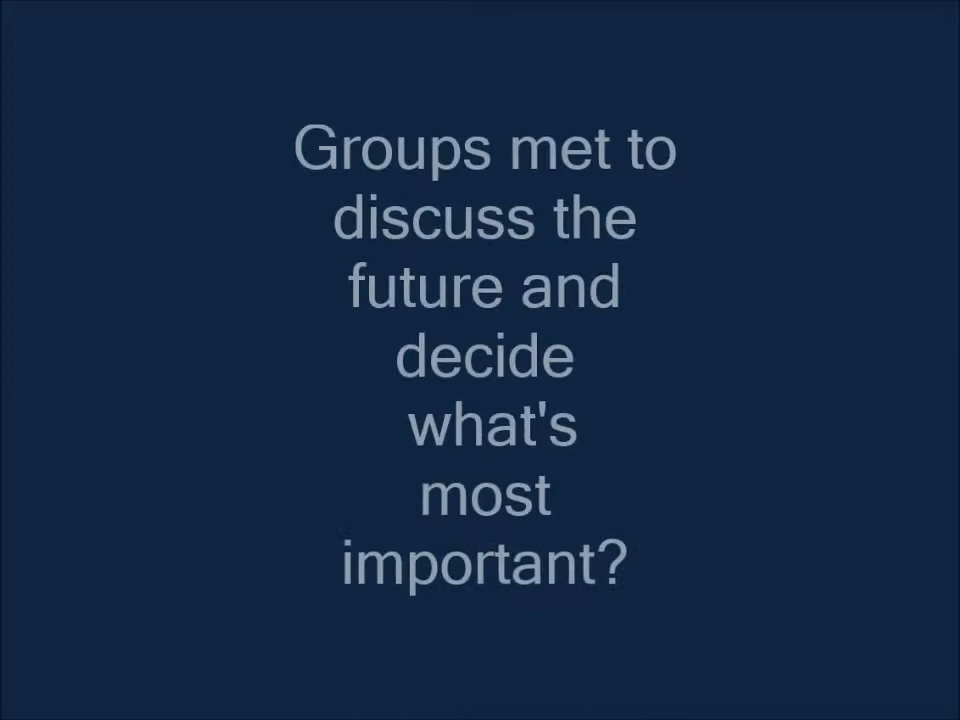 Groups met to
discuss the
future and
decide
what's
most
important?